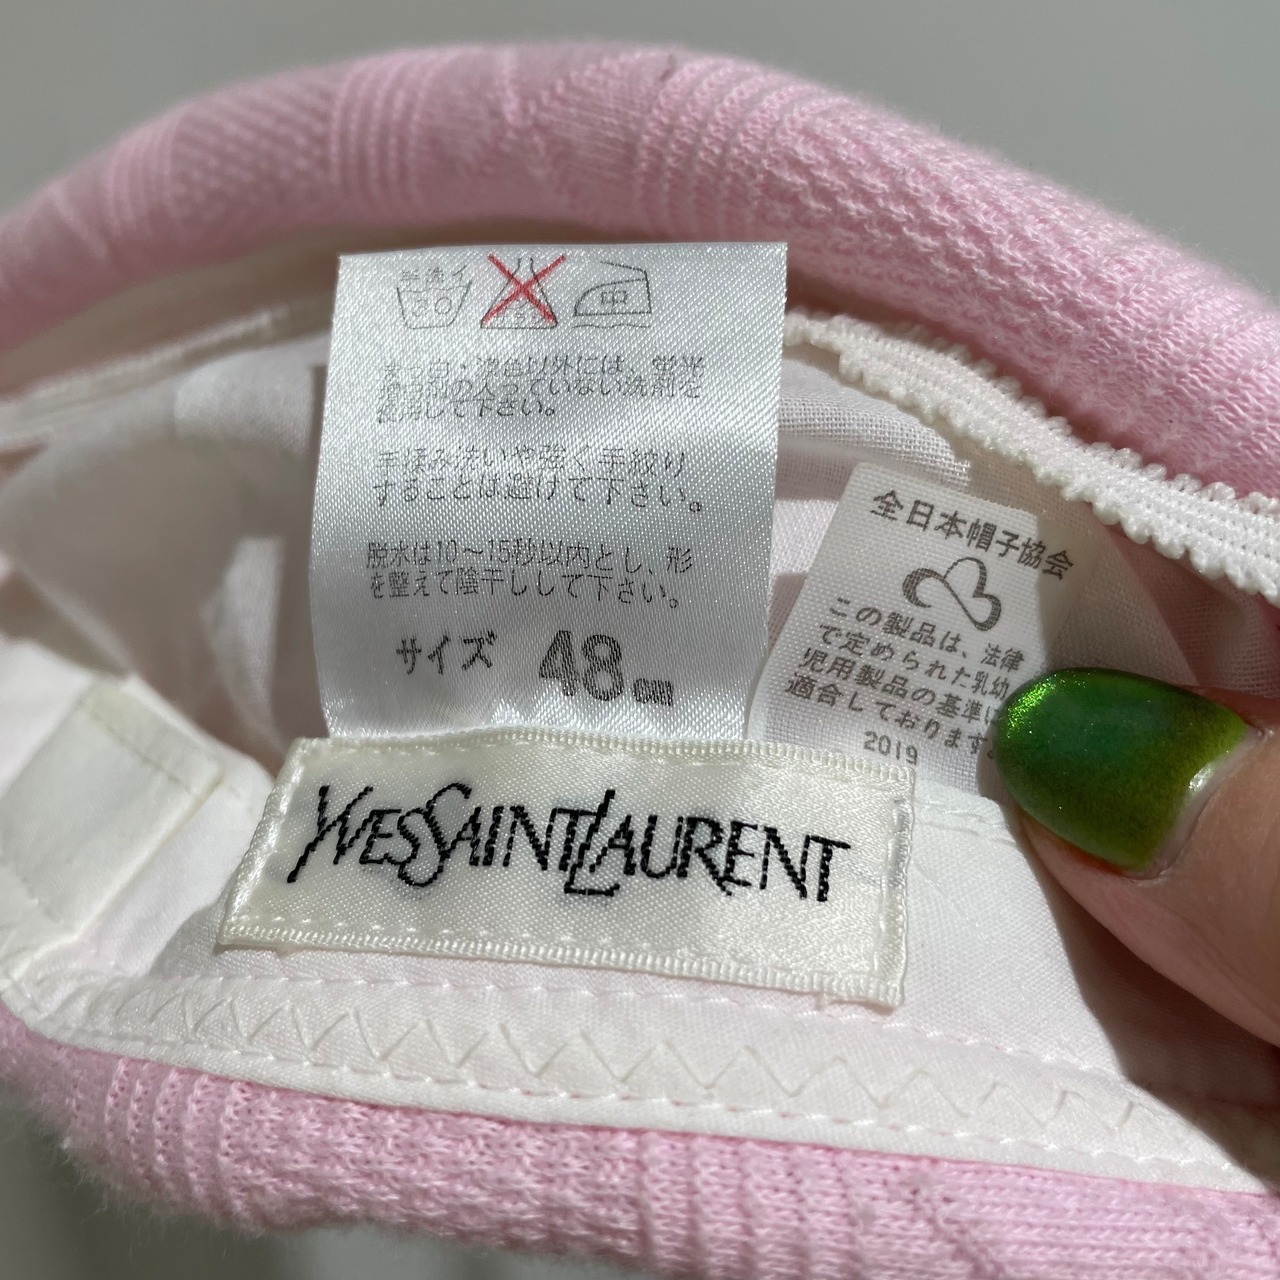 手洗イ
30
中
まっ白・淡色以外には、蛍光
増白剤の入っていない洗剤を
使用して下さい。
手揉み洗いや強く手絞り
することは避けて下さい。
脱水は10～15秒以内とし、形
を整えて陰干しして下さい。
サイズ 48cm
全日本帽子協会
この製品は、法律
で定められた乳幼
児用製品の基準に
適合しております。
2019
YVESSAINTLAURENT